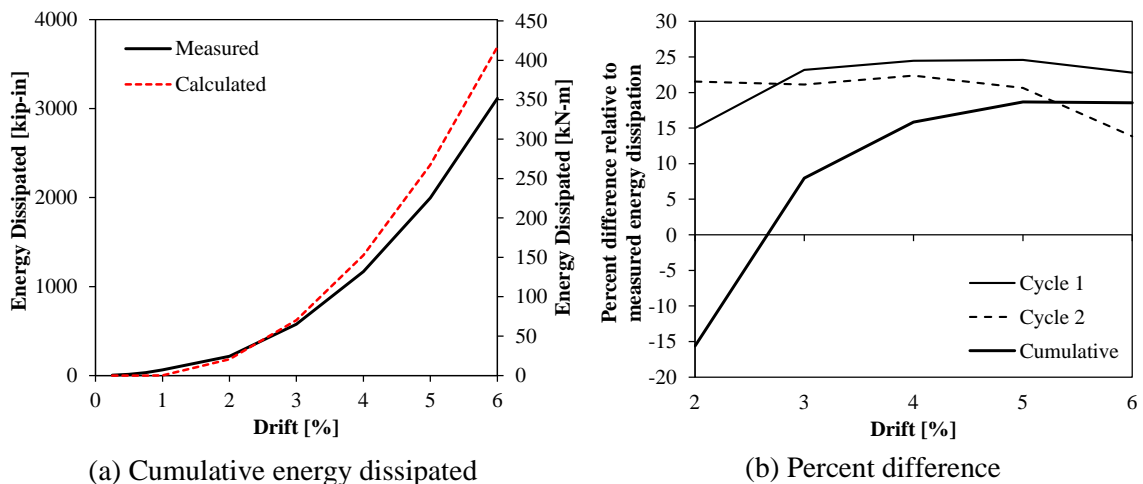 4000
3000
2000
1000
0
Energy Dissipated [kip-in]
Measured
Calculated
450
400
350
300
250
200
150
100
50
0
Energy Dissipated [kN-m]
0 1 2 3 4 5 6
Drift [%]
(a) Cumulative energy dissipated
30
25
20
15
10
5
0
-5
-10
-15
-20
Percent difference relative to
measured energy dissipation
Cycle 1
Cycle 2
Cumulative
2 3 4 5 6
Drift [%]
(b) Percent difference